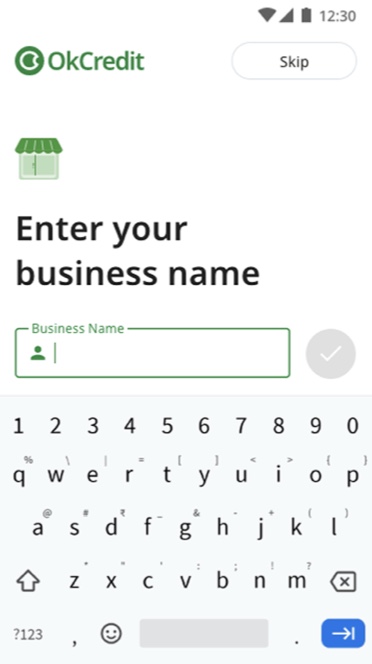 12:30
OkCredit
Skip
Enter your
business name
Business Name
1 2 3 4 5 6 7 8 9 0
% \ | = [ ] < > { }
q w e r t y u i o p
@ # ₹ _ & - + ( )
a s d f g h j k l
* " ' : ; ! ?
z x c v b n m
?123 , .